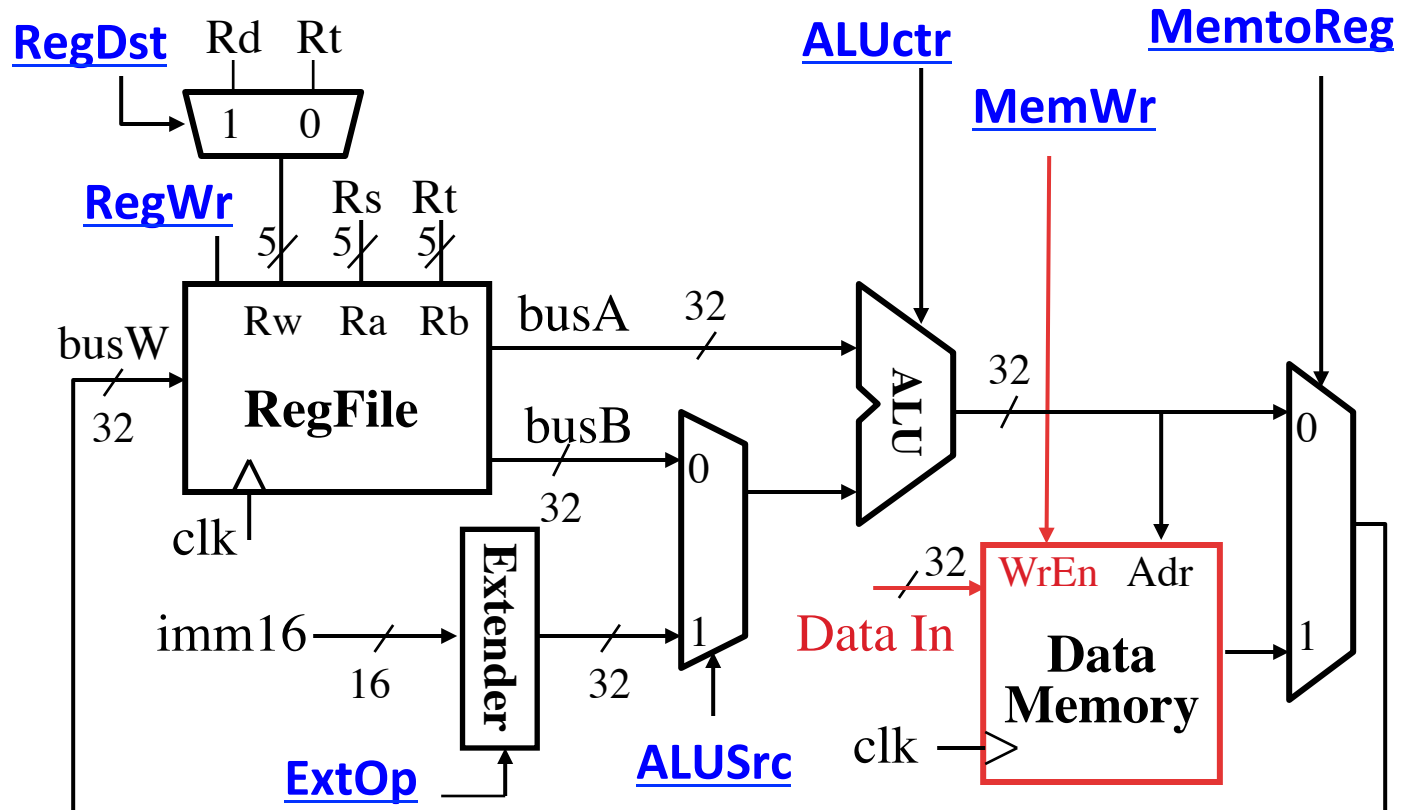 RegDst
Rd Rt
1 0
ALUctr
MemtoReg
MemWr
RegWr
Rs Rt
5 5 5
Rw Ra Rb
busW
32
RegFile
clk
busA
32
busB
32
0
1
ALU
32
imm16
16
Extender
32
ExtOp
ALUSrc
32
Data In
WrEn Adr
Data
Memory
clk
0
1